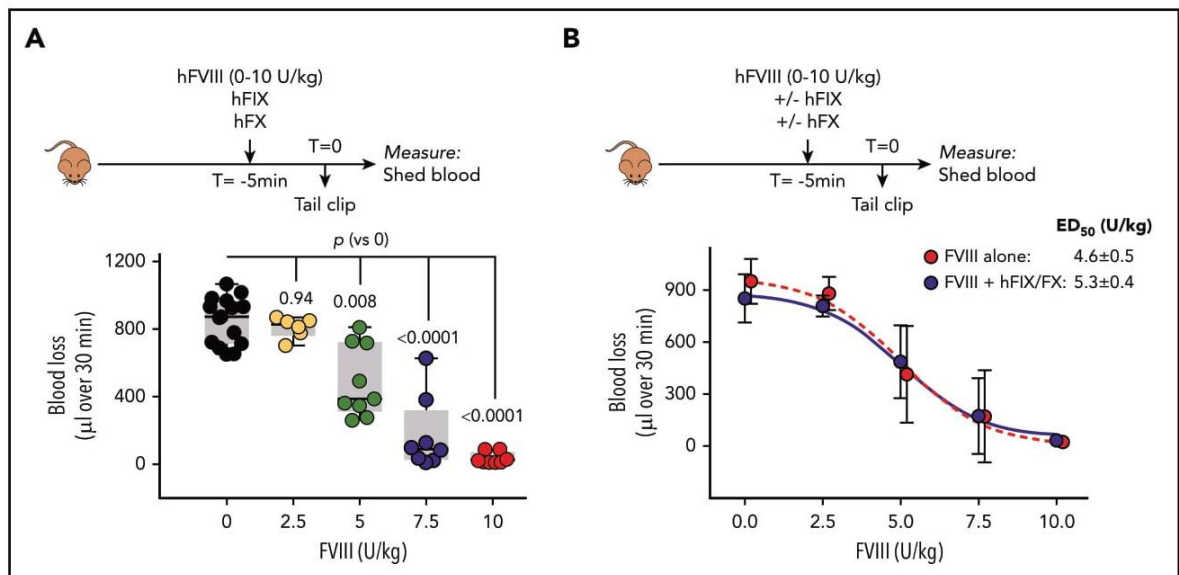 A
hFVIII (0-10 U/kg)
hFIX
hFX
T=0
T= -5min
Measure:
Shed blood
Tail clip
p (vs 0)
1200
800
400
0
Blood loss
(µl over 30 min)
0.94
0.008
<0.0001
<0.0001
0
2.5
5
7.5
10
FVIII (U/kg)
B
hFVIII (0-10 U/kg)
+/- hFIX
+/- hFX
T=0
T= -5min
Measure:
Shed blood
Tail clip
ED50 (U/kg)
FVIII alone: 4.6±0.5
FVIII + hFIX/FX: 5.3±0.4
900
600
300
0
Blood loss
(µl over 30 min)
0.0
2.5
5.0
7.5
10.0
FVIII (U/kg)